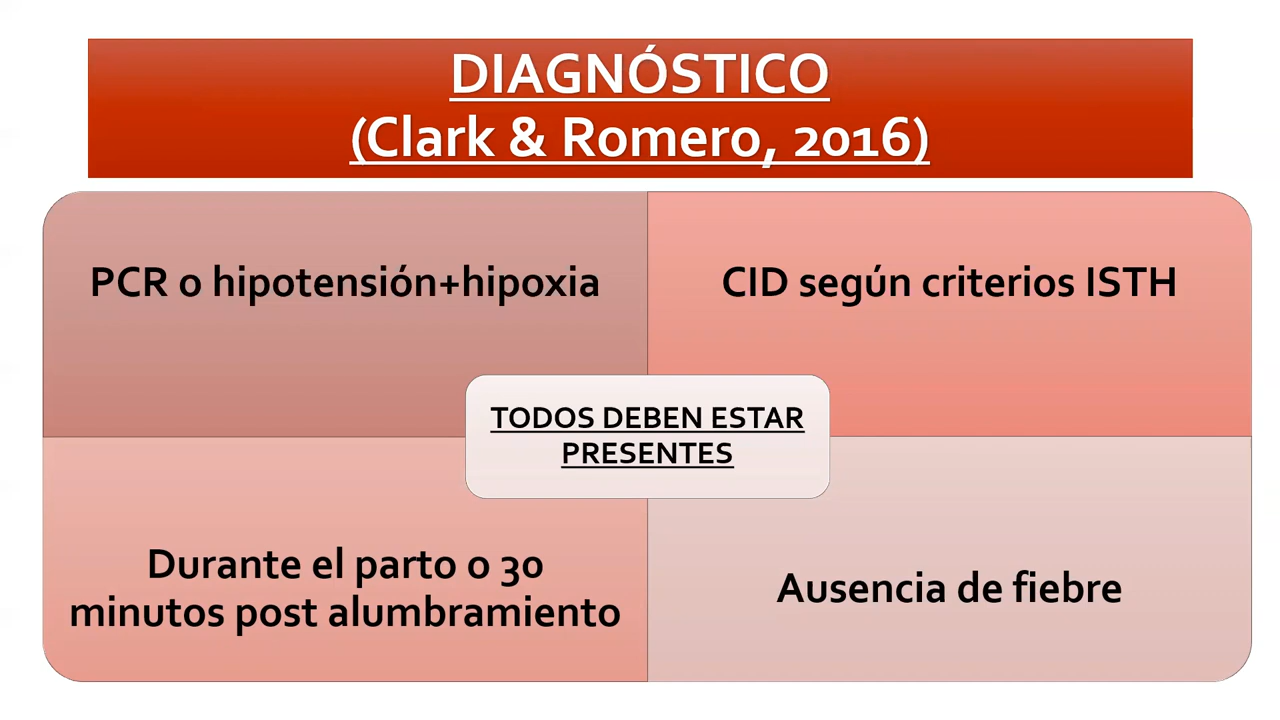 DIAGNÓSTICO
(Clark & Romero, 2016)
PCR o hipotensión+hipoxia
CID según criterios ISTH
TODOS DEBEN ESTAR
PRESENTES
Durante el parto o 30
minutos post alumbramiento
Ausencia de fiebre